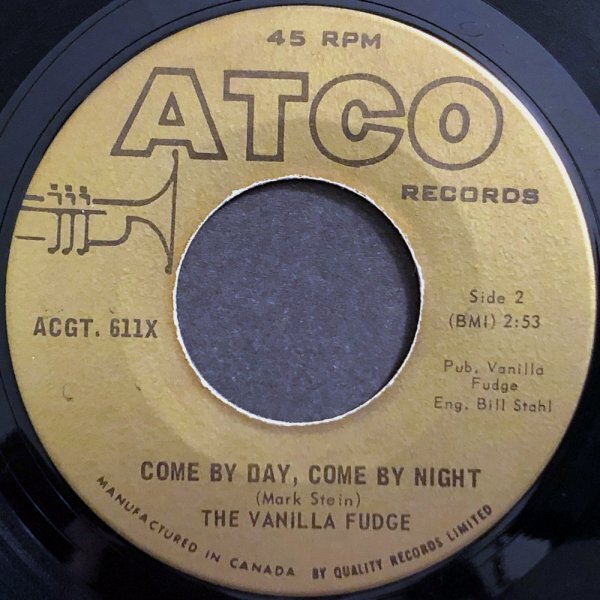 45 RPM
ATCO
RECORDS
ACGT. 611X
Side 2
(BMI) 2:53
Pub. Vanilla
Fudge
Eng. Bill Stahl
COME BY DAY, COME BY NIGHT
(Mark Stein)
THE VANILLA FUDGE
MANUFACTURED IN CANADA BY QUALITY RECORDS LIMITED